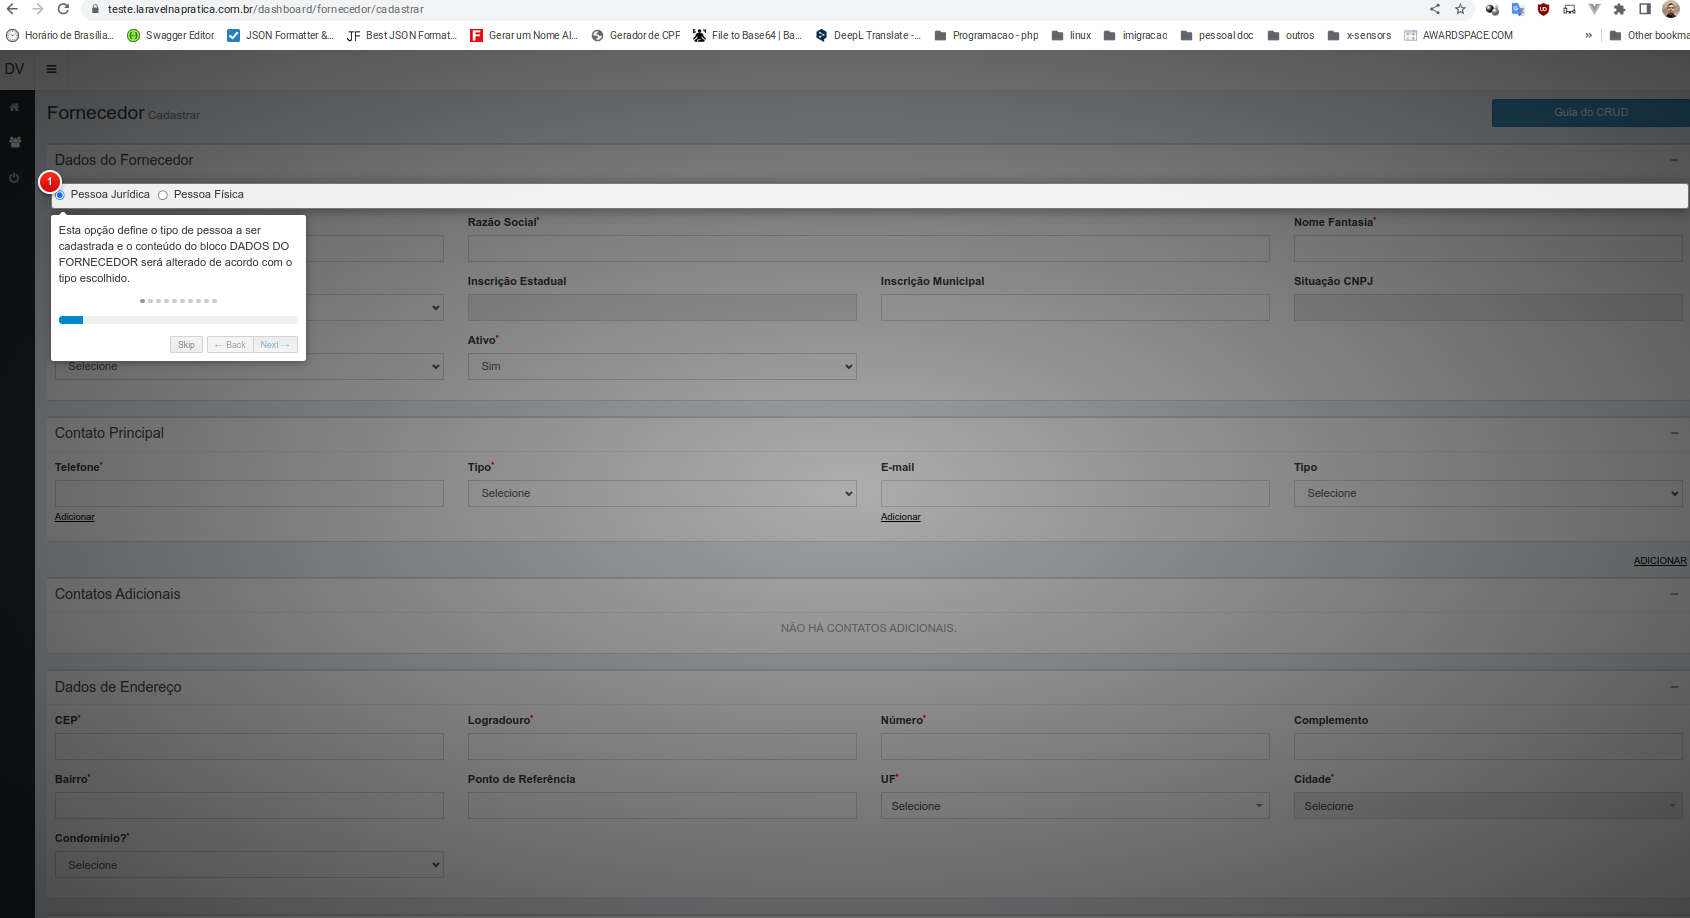 teste.laravelnapratica.com.br/dashboard/fornecedor/cadastrar
Horário de Brasília... Swagger Editor JSON Formatter &... JF Best JSON Format... Gerar um Nome Al... Gerador de CPF File to Base64 | Ba... DeepL Translate -... Programacao - php linux imigracao pessoal doc outros x-sensors AWARDSPACE.COM » Other bookma
DV
Fornecedor Cadastrar
Guia do CRUD
Dados do Fornecedor
1
Pessoa Jurídica Pessoa Física
Esta opção define o tipo de pessoa a ser
cadastrada e o conteúdo do bloco DADOS DO
FORNECEDOR será alterado de acordo com o
tipo escolhido.
Skip ← Back Next →
Razão Social* Nome Fantasia*
Inscrição Estadual Inscrição Municipal Situação CNPJ
Ativo*
Selecione Sim
Contato Principal
Telefone* Tipo* E-mail Tipo
Selecione Selecione
Adicionar Adicionar
ADICIONAR
Contatos Adicionais
NÃO HÁ CONTATOS ADICIONAIS.
Dados de Endereço
CEP* Logradouro* Número* Complemento
Bairro* Ponto de Referência UF* Cidade*
Selecione Selecione
Condomínio?*
Selecione